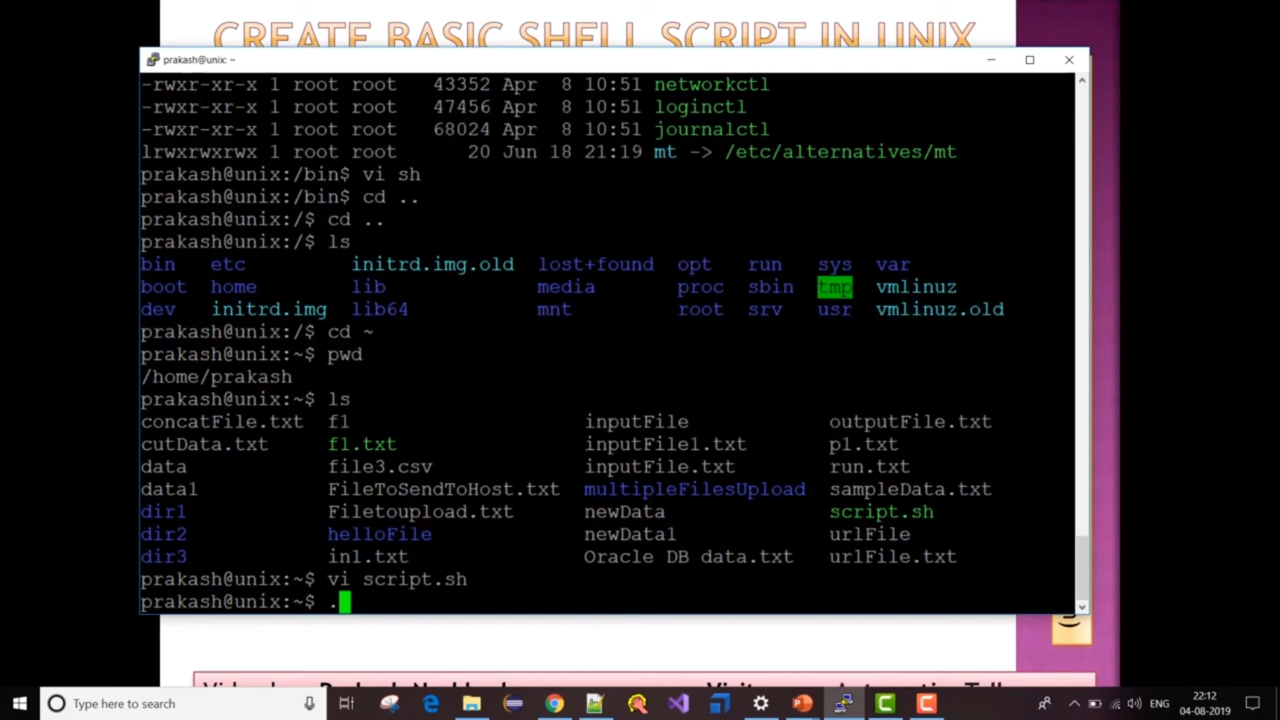 CREATE BASIC SHELL SCRIPT IN UNIX
prakash@unix: ~
-rwxr-xr-x 1 root root 43352 Apr 8 10:51 networkctl
-rwxr-xr-x 1 root root 47456 Apr 8 10:51 loginctl
-rwxr-xr-x 1 root root 68024 Apr 8 10:51 journalctl
lrwxrwxrwx 1 root root 20 Jun 18 21:19 mt -> /etc/alternatives/mt
prakash@unix:/bin$ vi sh
prakash@unix:/bin$ cd ..
prakash@unix:/$ cd ..
prakash@unix:/$ ls
bin etc initrd.img.old lost+found opt run sys var
boot home lib media proc sbin tmp vmlinuz
dev initrd.img lib64 mnt root srv usr vmlinuz.old
prakash@unix:/$ cd ~
prakash@unix:~$ pwd
/home/prakash
prakash@unix:~$ ls
concatFile.txt f1 inputFile outputFile.txt
cutData.txt f1.txt inputFile1.txt p1.txt
data file3.csv inputFile.txt run.txt
data1 FileToSendToHost.txt multipleFilesUpload sampleData.txt
dir1 Filetoupload.txt newData script.sh
dir2 helloFile newData1 urlFile
dir3 in1.txt Oracle DB data.txt urlFile.txt
prakash@unix:~$ vi script.sh
prakash@unix:~$ .
Type here to search
ENG
22:12
04-08-2019